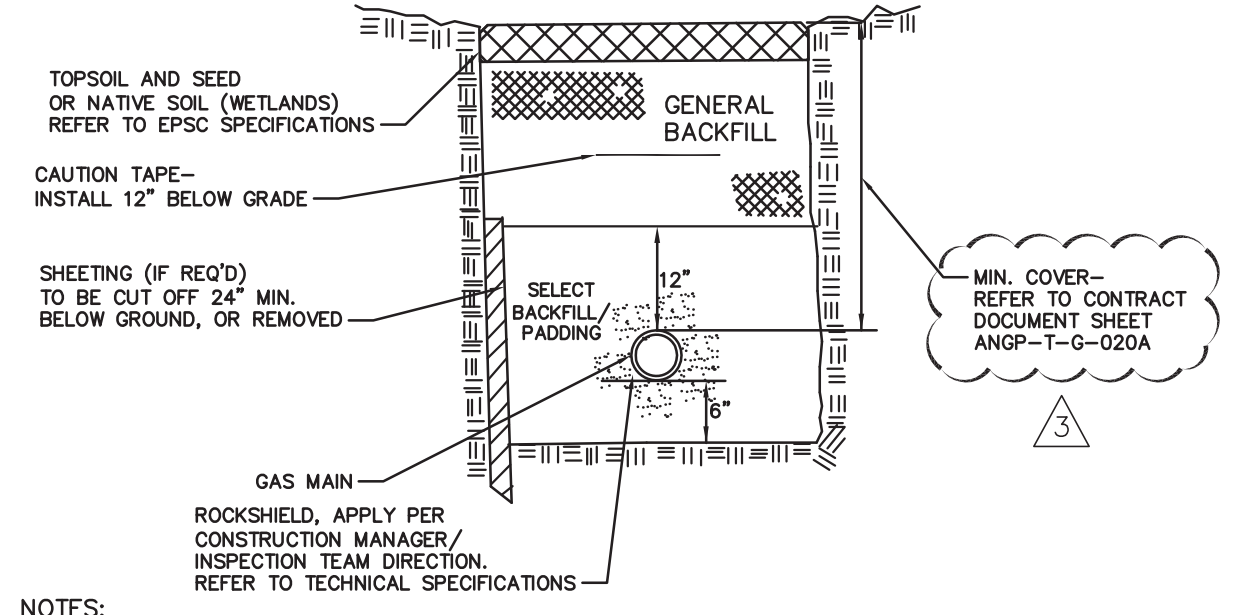 TOPSOIL AND SEED
OR NATIVE SOIL (WETLANDS)
REFER TO EPSC SPECIFICATIONS
GENERAL
BACKFILL
CAUTION TAPE-
INSTALL 12" BELOW GRADE
SHEETING (IF REQ'D)
TO BE CUT OFF 24" MIN.
BELOW GROUND, OR REMOVED
SELECT
BACKFILL/
PADDING
12"
6"
MIN. COVER-
REFER TO CONTRACT
DOCUMENT SHEET
ANGP-T-G-020A
3
GAS MAIN
ROCKSHIELD, APPLY PER
CONSTRUCTION MANAGER/
INSPECTION TEAM DIRECTION.
REFER TO TECHNICAL SPECIFICATIONS
NOTES: